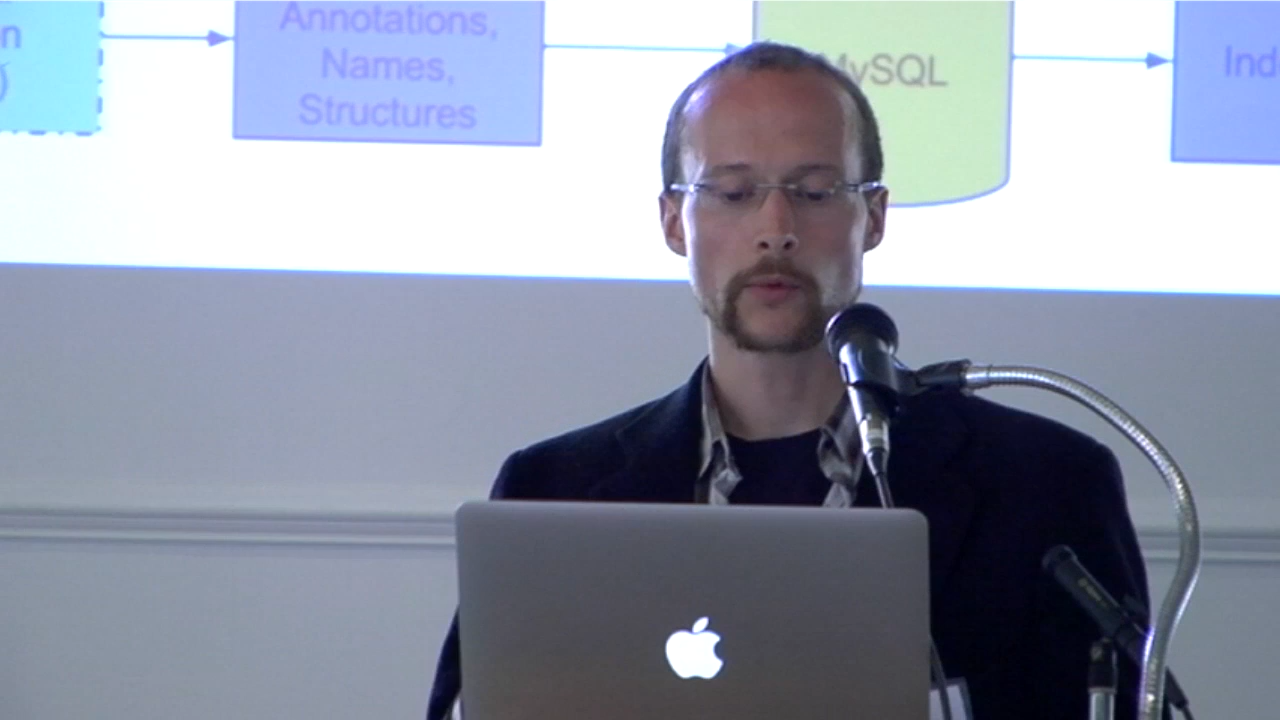 n
Annotations,
Names,
Structures
MySQL
Ind